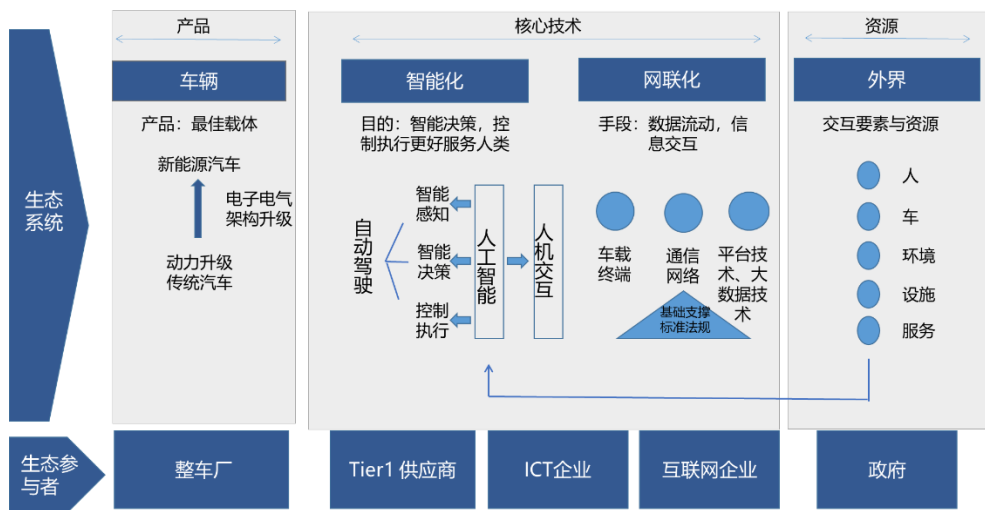 产品
核心技术
资源
生态
系统
车辆
产品：最佳载体
新能源汽车
电子电气
架构升级
动力升级
传统汽车
智能化
目的：智能决策，控
制执行更好服务人类
自动驾驶
智能
感知
智能
决策
控制
执行
人工智能
人机交互
网联化
手段：数据流动，信
息交互
车载
终端
通信
网络
平台技
术、大
数据技
术
基础支撑
标准法规
外界
交互要素与资源
人
车
环境
设施
服务
生态参
与者
整车厂
Tier1 供应商
ICT企业
互联网企业
政府